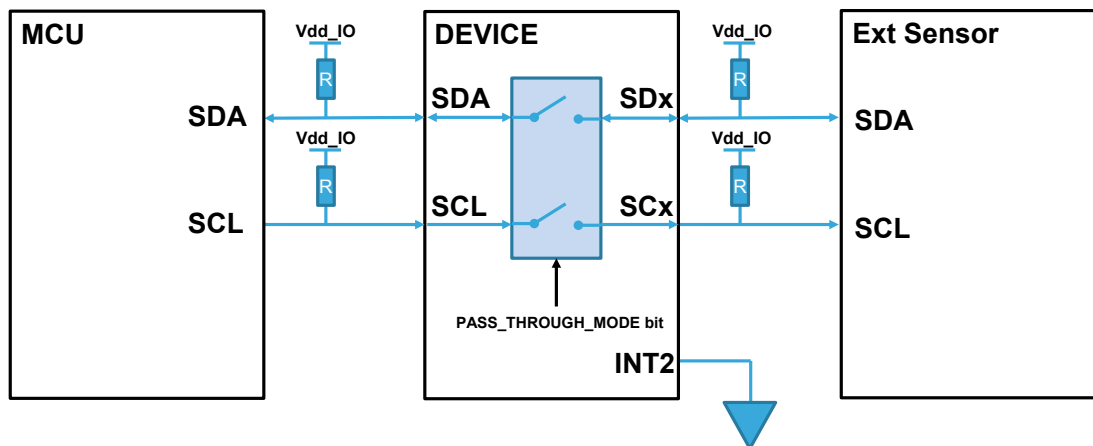 MCU
Vdd_IO
DEVICE
Vdd_IO
Ext Sensor
R
R
SDA
SDA
SDx
SDA
Vdd_IO
Vdd_IO
R
R
SCL
SCL
SCx
SCL
PASS_THROUGH_MODE bit
INT2